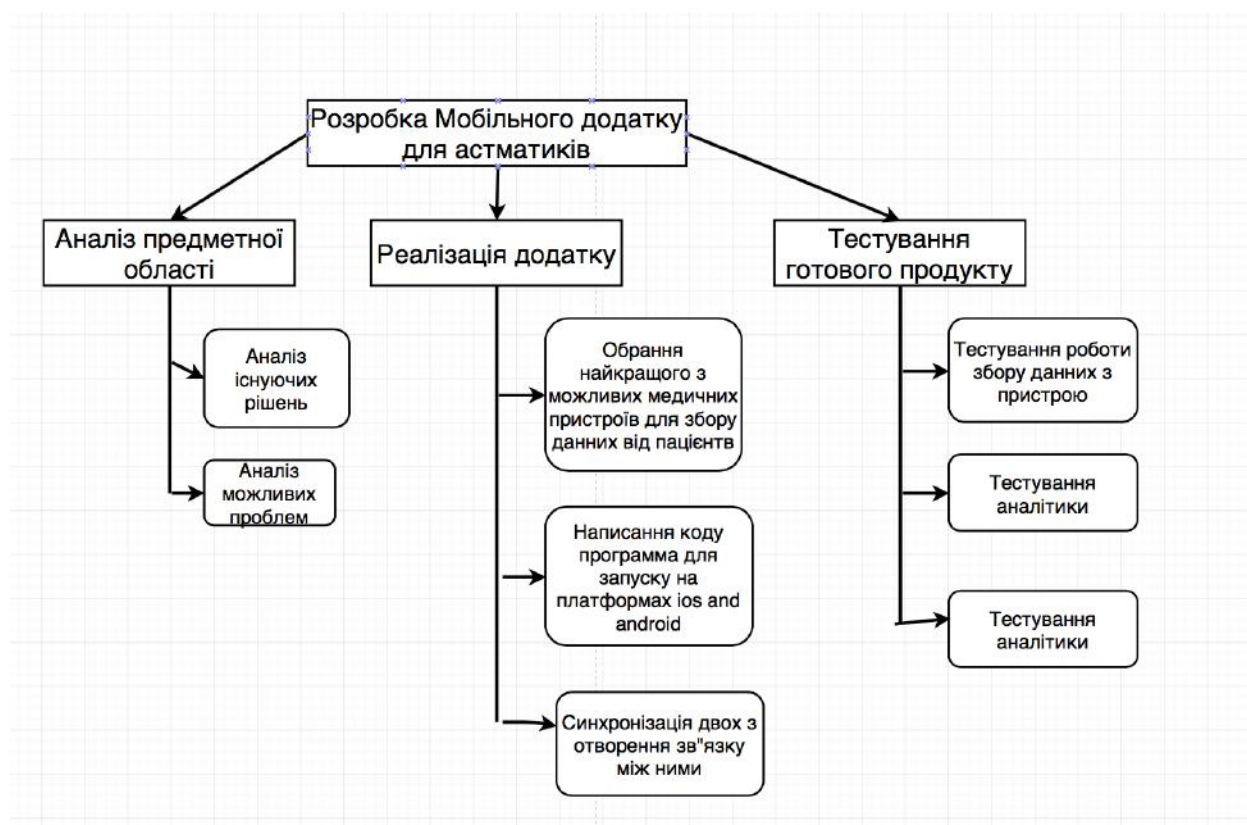 Розробка Мобільного додатку
для астматиків
Аналіз предметної
області
Реалізація додатку
Тестування
готового продукту
Аналіз
існуючих
рішень
Аналіз
можливих
проблем
Обрання
найкращого з
можливих медичних
пристроїв для збору
данних від пацієнтв
Написання коду
программа для
запуску на
платформах ios and
android
Синхронізація двох з
отворення зв"язку
між ними
Тестування роботи
збору данних з
пристрою
Тестування
аналітики
Тестування
аналітики